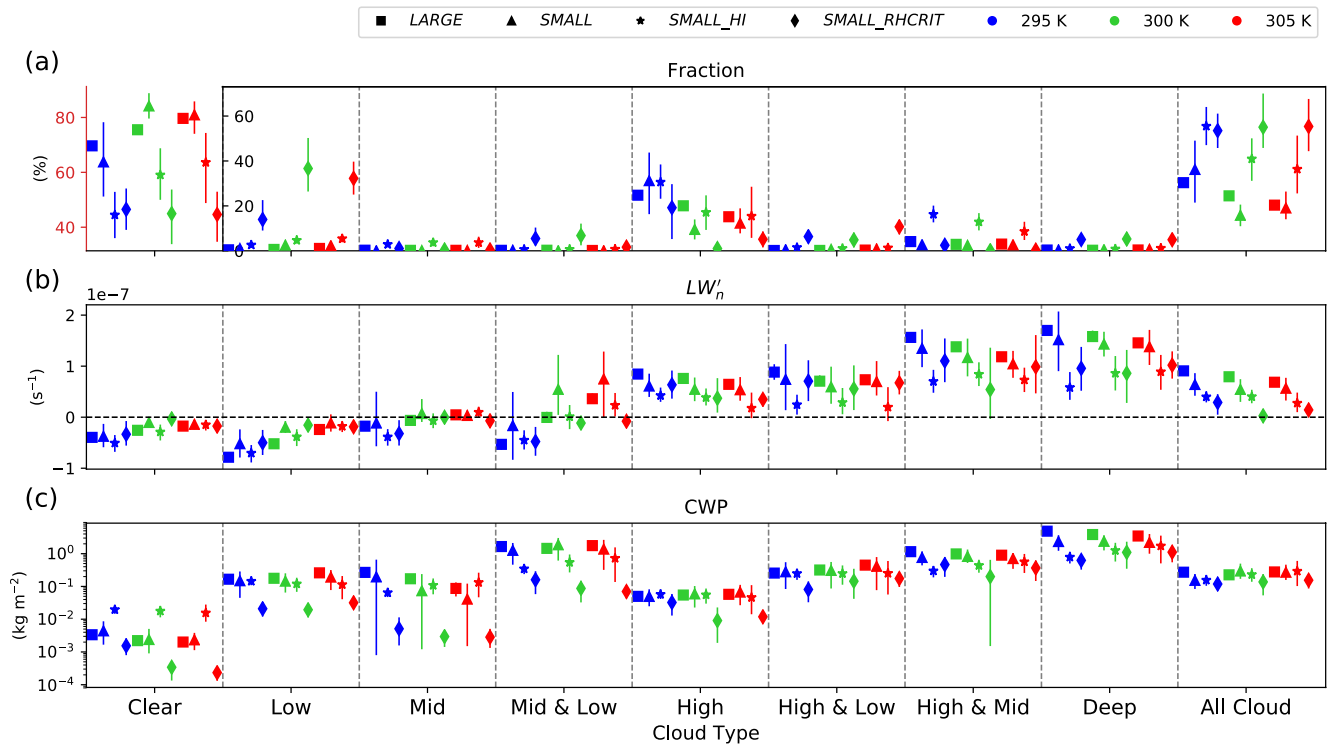 LARGE SMALL SMALL_HI SMALL_RHCRIT 295 K 300 K 305 K
(a)
Fraction
80
60
40
(%)
60
40
20
0
(b)
LW′ₙ
1e-7
2
1
0
−1
(s⁻¹)
(c)
CWP
10⁰
10⁻¹
10⁻²
10⁻³
10⁻⁴
(kg m⁻²)
Clear Low Mid Mid & Low High High & Low High & Mid Deep All Cloud
Cloud Type